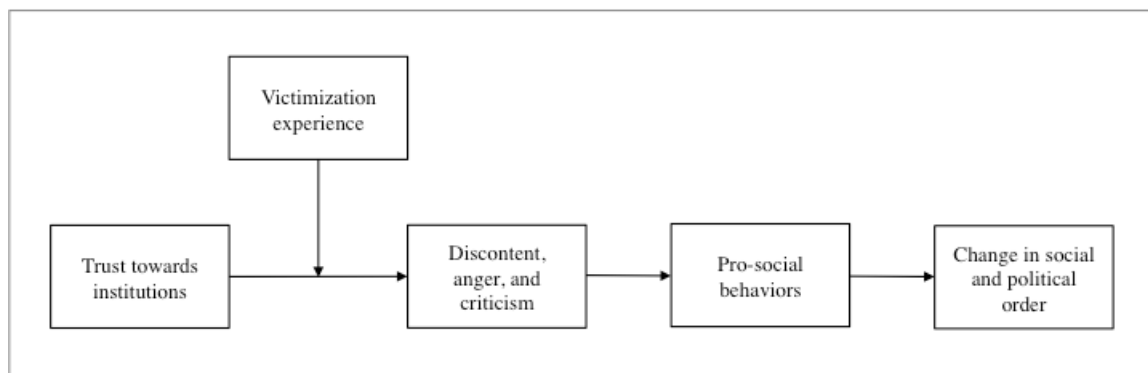 Victimization
experience
Trust towards
institutions
Discontent,
anger, and
criticism
Pro-social
behaviors
Change in social
and political
order